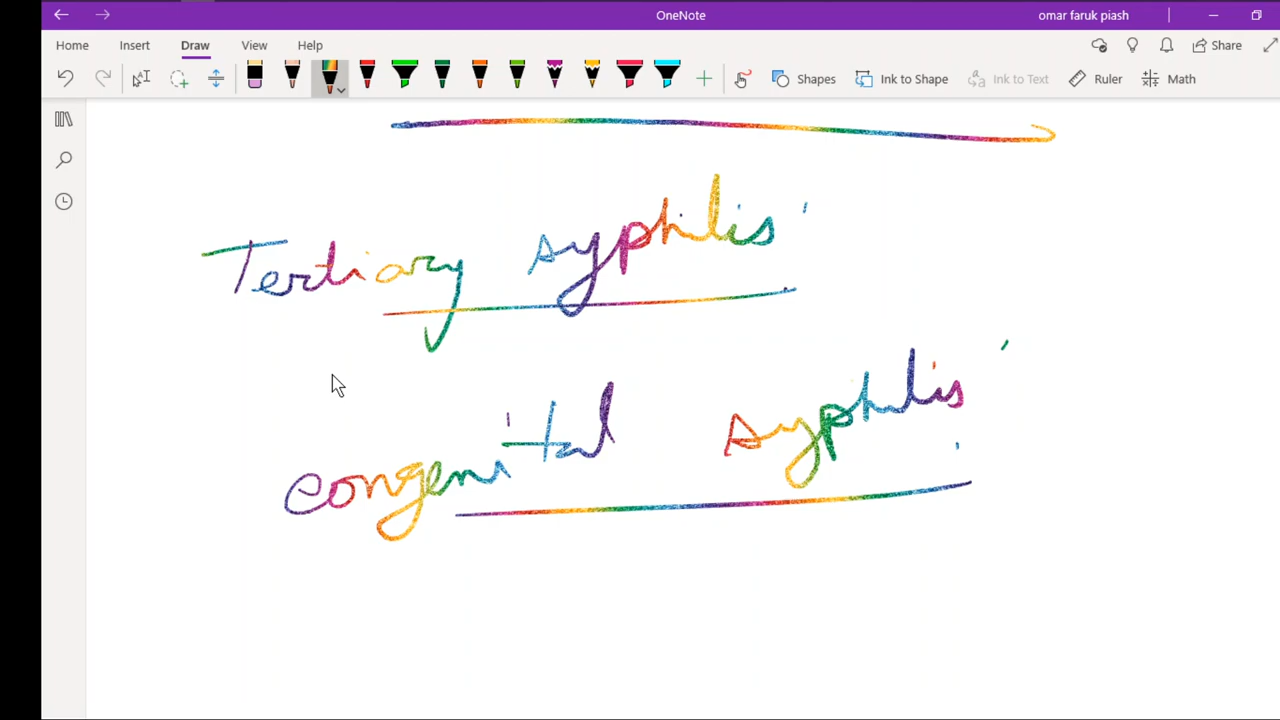 OneNote
omar faruk piash
Home Insert Draw View Help
Share
Shapes Ink to Shape Ink to Text Ruler Math
Tertiary syphilis
congenital syphilis